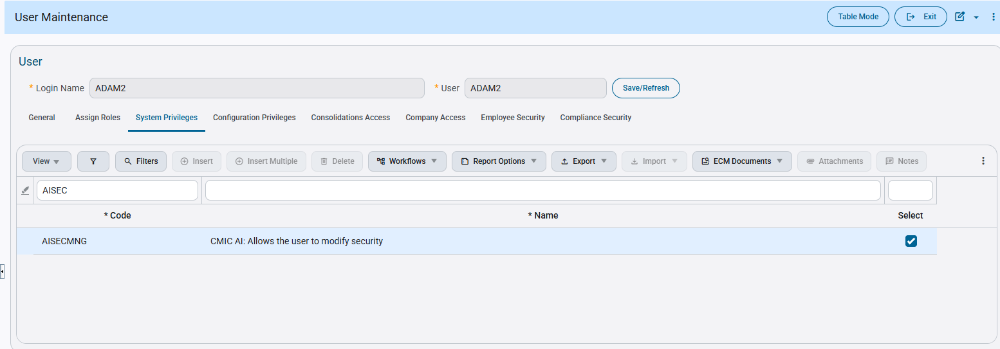 User Maintenance Table Mode Exit
User
* Login Name ADAM2 * User ADAM2 Save/Refresh
General Assign Roles System Privileges Configuration Privileges Consolidations Access Company Access Employee Security Compliance Security
View Filters Insert Insert Multiple Delete Workflows Report Options Export Import ECM Documents Attachments Notes
AISEC
* Code * Name Select
AISECMNG CMIC AI: Allows the user to modify security